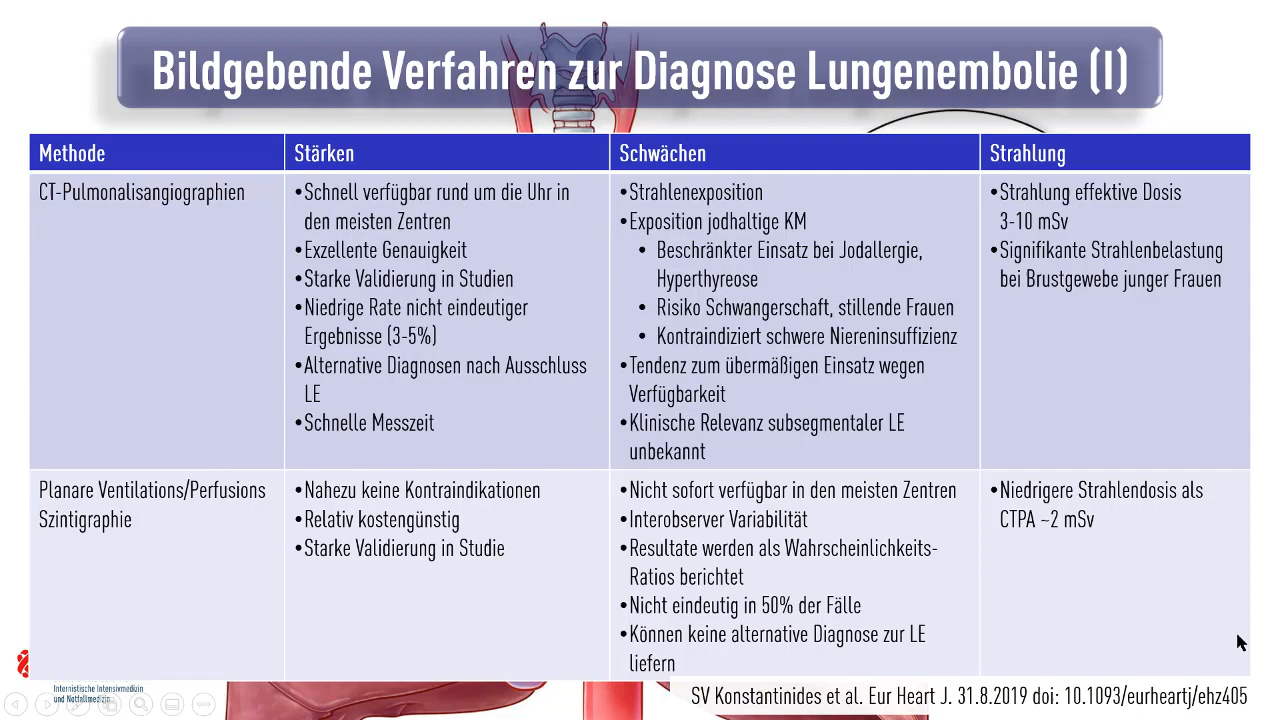 Bildgebende Verfahren zur Diagnose Lungenembolie (I)
Methode
Stärken
Schwächen
Strahlung
CT-Pulmonalisangiographien
•Schnell verfügbar rund um die Uhr in
den meisten Zentren
•Exzellente Genauigkeit
•Starke Validierung in Studien
•Niedrige Rate nicht eindeutiger
Ergebnisse (3-5%)
•Alternative Diagnosen nach Ausschluss
LE
•Schnelle Messzeit
•Strahlenexposition
•Exposition jodhaltige KM
• Beschränkter Einsatz bei Jodallergie,
Hyperthyreose
• Risiko Schwangerschaft, stillende Frauen
• Kontraindiziert schwere Niereninsuffizienz
•Tendenz zum übermäßigen Einsatz wegen
Verfügbarkeit
•Klinische Relevanz subsegmentaler LE
unbekannt
•Strahlung effektive Dosis
3-10 mSv
•Signifikante Strahlenbelastung
bei Brustgewebe junger Frauen
Planare Ventilations/Perfusions
Szintigraphie
•Nahezu keine Kontraindikationen
•Relativ kostengünstig
•Starke Validierung in Studie
•Nicht sofort verfügbar in den meisten Zentren
•Interobserver Variabilität
•Resultate werden als Wahrscheinlichkeits-
Ratios berichtet
•Nicht eindeutig in 50% der Fälle
•Können keine alternative Diagnose zur LE
liefern
•Niedrigere Strahlendosis als
CTPA ~2 mSv
Internistische Intensivmedizin
und Notfallmedizin
SV Konstantinides et al. Eur Heart J. 31.8.2019 doi: 10.1093/eurheartj/ehz405